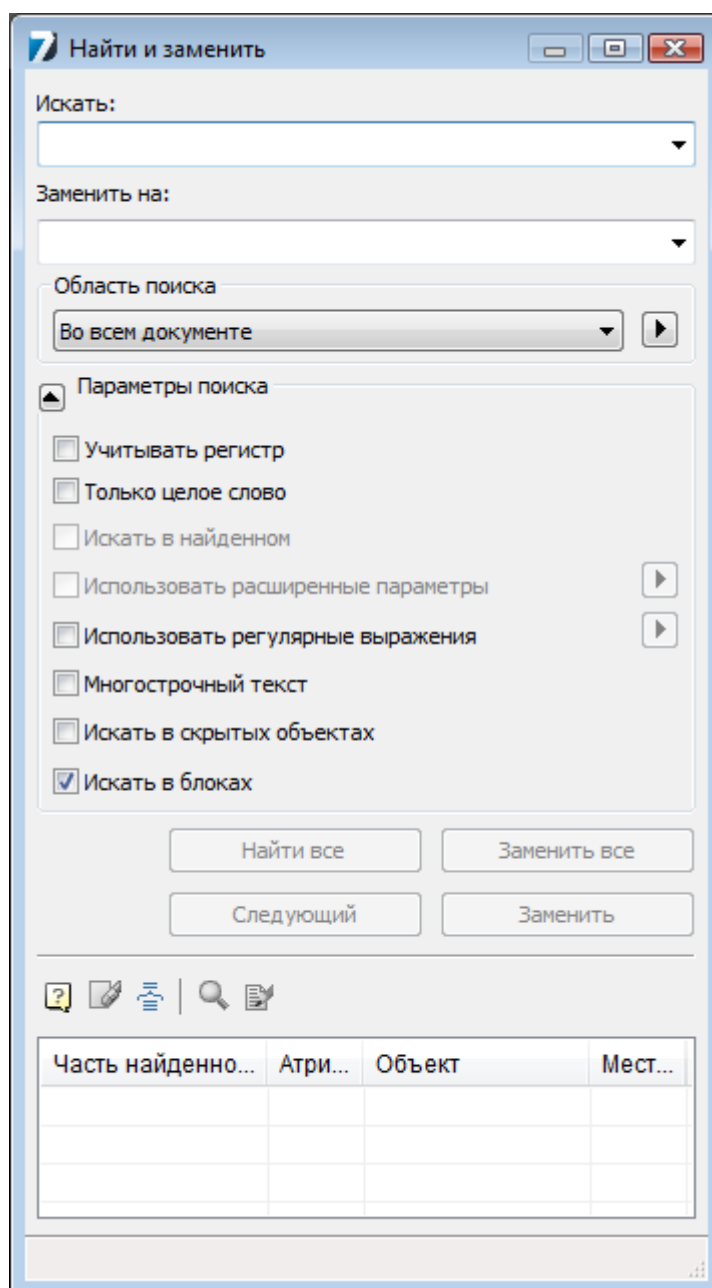 Найти и заменить
Искать:
Заменить на:
Область поиска
Во всем документе
Параметры поиска
Учитывать регистр
Только целое слово
Искать в найденном
Использовать расширенные параметры
Использовать регулярные выражения
Многострочный текст
Искать в скрытых объектах
Искать в блоках
Найти все Заменить все
Следующий Заменить
Часть найденно... Атри... Объект Мест...